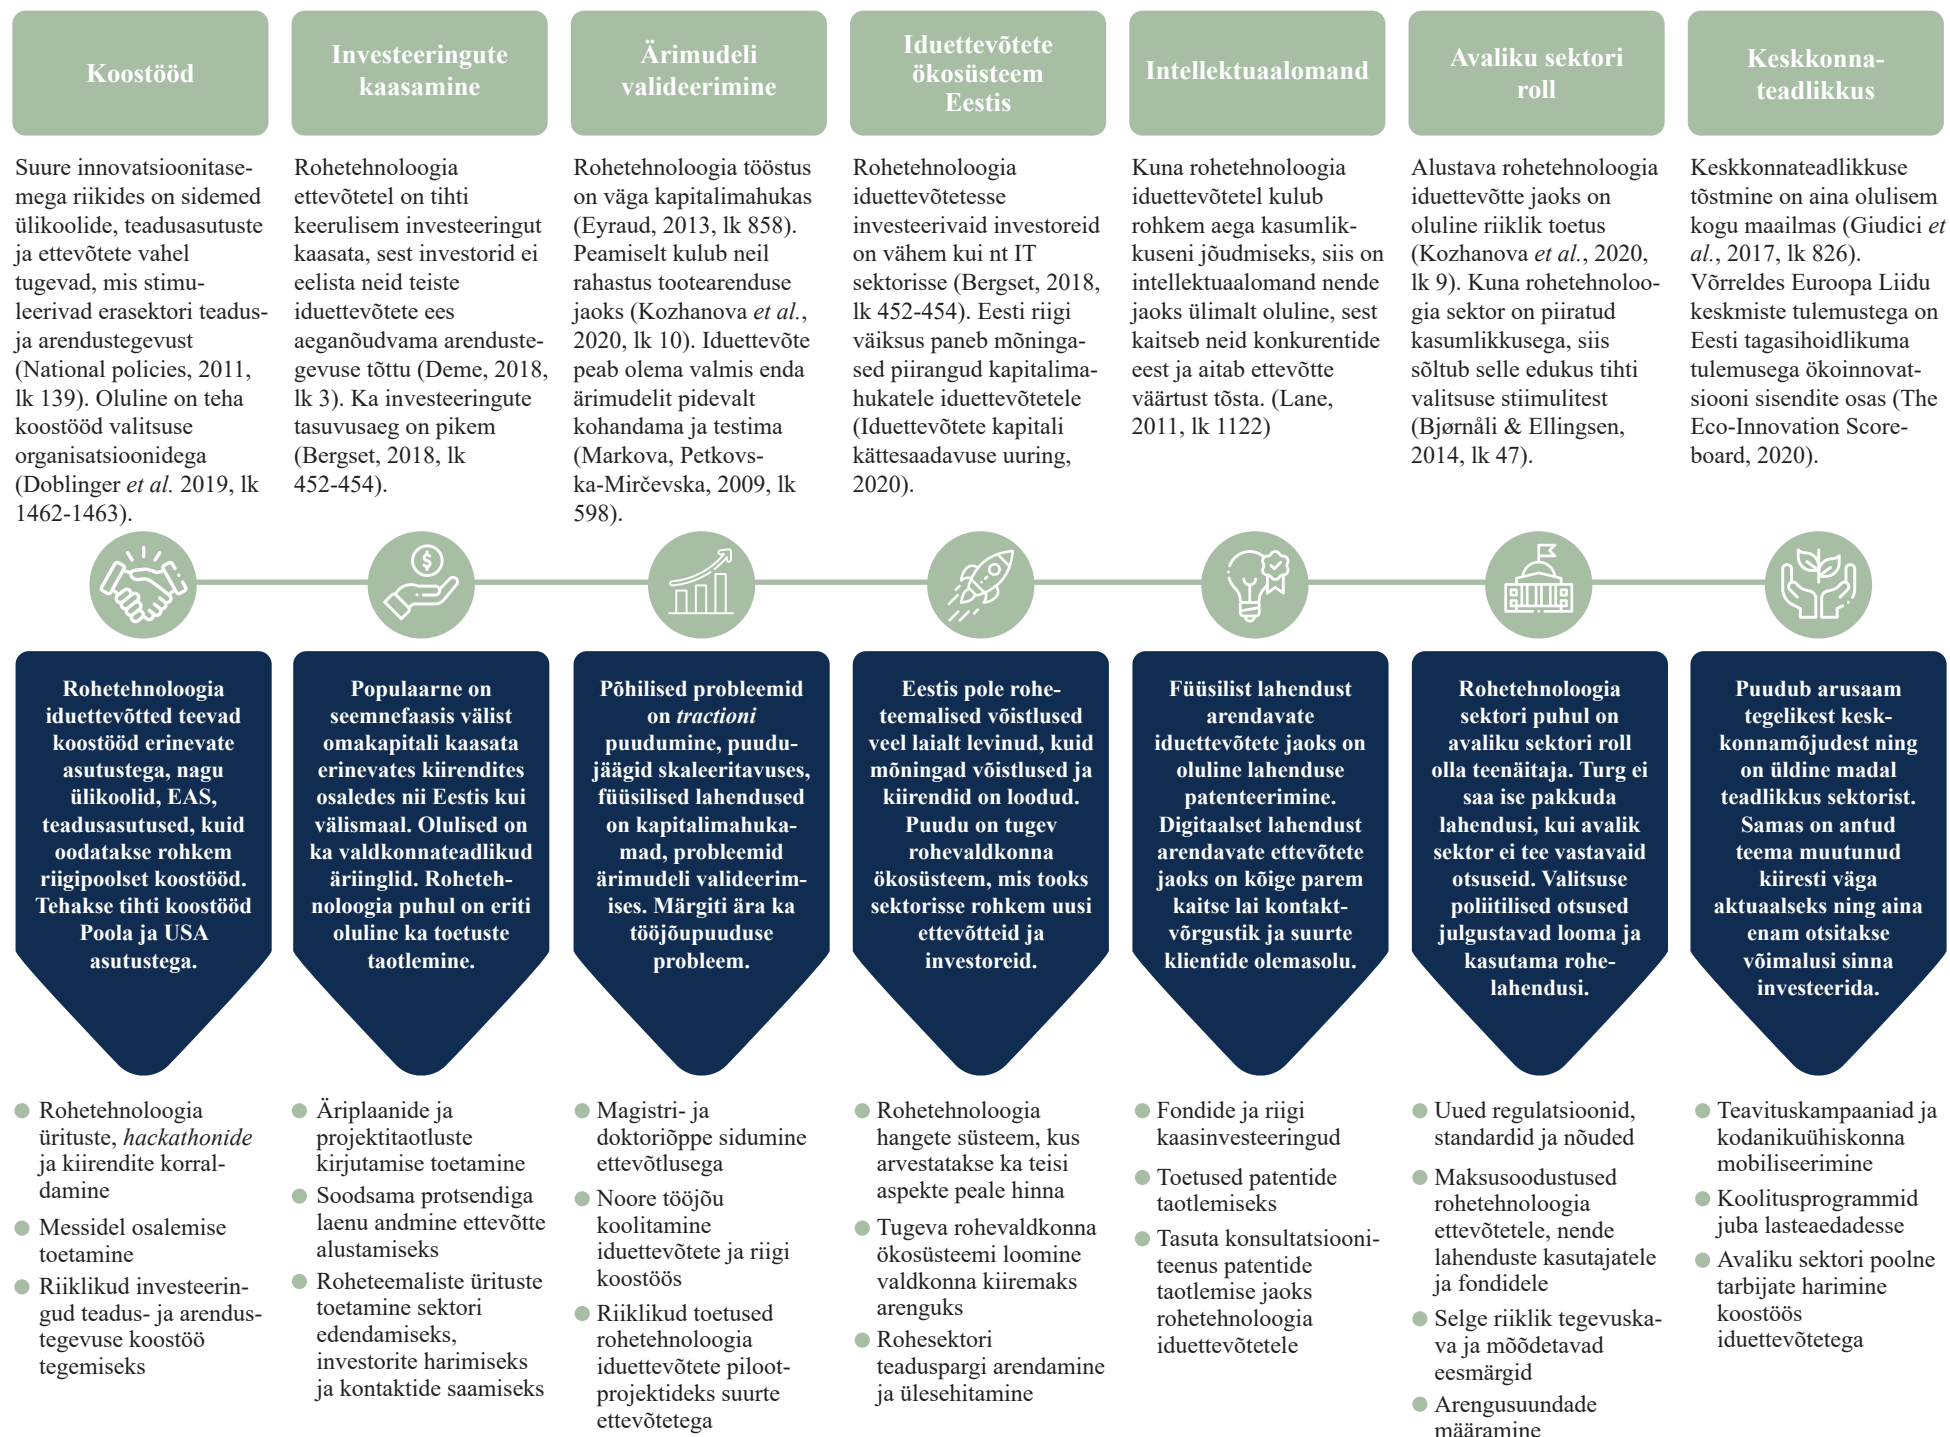 Koostööd
Investeeringute
kaasamine
Ärimudeli
valideerimine
Iduettevõtete
ökosüsteem
Eestis
Intellektuaalomand
Avaliku sektori
roll
Keskkonna-
teadlikkus
Suure innovatsioonitase-
mega riikides on sidemed
ülikoolide, teadusasutuste
ja ettevõtete vahel
tugevad, mis stimu-
leerivad erasektori teadus-
ja arendustegevust
(National policies, 2011,
lk 139). Oluline on teha
koostööd valitsuse
organisatsioonidega
(Doblinger et al. 2019, lk
1462-1463).
Rohetehnoloogia
ettevõtetel on tihti
keerulisem investeeringut
kaasata, sest investorid ei
eelista neid teiste
iduettevõtete ees
aeganõudvama arenduste-
gevuse tõttu (Deme, 2018,
lk 3). Ka investeeringute
tasuvusaeg on pikem
(Bergset, 2018, lk
452-454).
Rohetehnoloogia tööstus
on väga kapitalimahukas
(Eyraud, 2013, lk 858).
Peamiselt kulub neil
rahastus tootearenduse
jaoks (Kozhanova et al.,
2020, lk 10). Iduettevõte
peab olema valmis enda
ärimudelit pidevalt
kohandama ja testima
(Markova, Petkovs-
ka-Mirčevska, 2009, lk
598).
Rohetehnoloogia
iduettevõtetesse
investeerivaid investoreid
on vähem kui nt IT
sektorisse (Bergset, 2018,
lk 452-454). Eesti riigi
väiksus paneb mõninga-
sed piirangud kapitalima-
hukatele iduettevõtetele
(Iduettevõtete kapitali
kättesaadavuse uuring,
2020).
Kuna rohetehnoloogia
iduettevõtetel kulub
rohkem aega kasumlik-
kuseni jõudmiseks, siis on
intellektuaalomand nende
jaoks ülimalt oluline, sest
kaitseb neid konkurentide
eest ja aitab ettevõtte
väärtust tõsta. (Lane,
2011, lk 1122)
Alustava rohetehnoloogia
iduettevõtte jaoks on
oluline riiklik toetus
(Kozhanova et al., 2020,
lk 9). Kuna rohetehnoloo-
gia sektor on piiratud
kasumlikkusega, siis
sõltub selle edukus tihti
valitsuse stiimulitest
(Bjørnåli & Ellingsen,
2014, lk 47).
Keskkonnateadlikkuse
tõstmine on aina olulisem
kogu maailmas (Giudici et
al., 2017, lk 826).
Võrreldes Euroopa Liidu
keskmiste tulemustega on
Eesti tagasihoidlikuma
tulemusega ökoinnovat-
siooni sisendite osas (The
Eco-Innovation Score-
board, 2020).
Rohetehnoloogia
iduettevõtted teevad
koostööd erinevate
asutustega, nagu
ülikoolid, EAS,
teadusasutused, kuid
oodatakse rohkem
riigipoolset koostööd.
Tehakse tihti koostööd
Poola ja USA
asutustega.
Populaarne on
seemnefaasis välist
omakapitali kaasata
erinevates kiirendites
osaledes nii Eestis kui
välismaal. Olulised on
ka valdkonnateadlikud
äriinglid. Roheteh-
noloogia puhul on eriti
oluline ka toetuste
taotlemine.
Põhilised probleemid
on tractioni
puudumine, puudu-
jäägid skaleeritavuses,
füüsilised lahendused
on kapitalimahuka-
mad, probleemid
ärimudeli valideerim-
ises. Märgiti ära ka
tööjõupuuduse
probleem.
Eestis pole rohe-
teemalised võistlused
veel laialt levinud, kuid
mõningad võistlused ja
kiirendid on loodud.
Puudu on tugev
rohevaldkonna
ökosüsteem, mis tooks
sektorisse rohkem uusi
ettevõtteid ja
investoreid.
Füüsilist lahendust
arendavate
iduettevõtete jaoks on
oluline lahenduse
patenteerimine.
Digitaalset lahendust
arendavate ettevõtete
jaoks on kõige parem
kaitse lai kontakt-
võrgustik ja suurte
klientide olemasolu.
Rohetehnoloogia
sektori puhul on
avaliku sektori roll
olla teenäitaja. Turg ei
saa ise pakkuda
lahendusi, kui avalik
sektor ei tee vastavaid
otsuseid. Valitsuse
poliitilised otsused
julgustavad looma ja
kasutama rohe-
lahendusi.
Puudub arusaam
tegelikest kesk-
konnamõjudest ning
on üldine madal
teadlikkus sektorist.
Samas on antud
teema muutunud
kiiresti väga
aktuaalseks ning aina
enam otsitakse
võimalusi sinna
investeerida.
Rohetehnoloogia
ürituste, hackathonide
ja kiirendite korral-
damine
Messidel osalemise
toetamine
Riiklikud investeerin-
gud teadus- ja arendus-
tegevuse koostöö
tegemiseks
Äriplaanide ja
projektitaotluste
kirjutamise toetamine
Soodsama protsendiga
laenu andmine ettevõtte
alustamiseks
Roheteemaliste ürituste
toetamine sektori
edendamiseks,
investorite harimiseks
ja kontaktide saamiseks
Magistri- ja
doktoriõppe sidumine
ettevõtlusega
Noore tööjõu
koolitamine
iduettevõtete ja riigi
koostöös
Riiklikud toetused
rohetehnoloogia
iduettevõtete piloot-
projektideks suurte
ettevõtetega
Rohetehnoloogia
hangete süsteem, kus
arvestatakse ka teisi
aspekte peale hinna
Tugeva rohevaldkonna
ökosüsteemi loomine
valdkonna kiiremaks
arenguks
Rohesektori
teaduspargi arendamine
ja ülesehitamine
Fondide ja riigi
kaasinvesteeringud
Toetused patentide
taotlemiseks
Tasuta konsultatsiooni-
teenus patentide
taotlemise jaoks
rohetehnoloogia
iduettevõtetele
Uued regulatsioonid,
standardid ja nõuded
Maksusoodustused
rohetehnoloogia
ettevõtetele, nende
lahenduste kasutajatele
ja fondidele
Selge riiklik tegevuska-
va ja mõõdetavad
eesmärgid
Arengusuundade
määramine
Teavituskampaaniad ja
kodanikuühiskonna
mobiliseerimine
Koolitusprogrammid
juba lasteaedadesse
Avaliku sektori poolne
tarbijate harimine
koostöös
iduettevõtetega